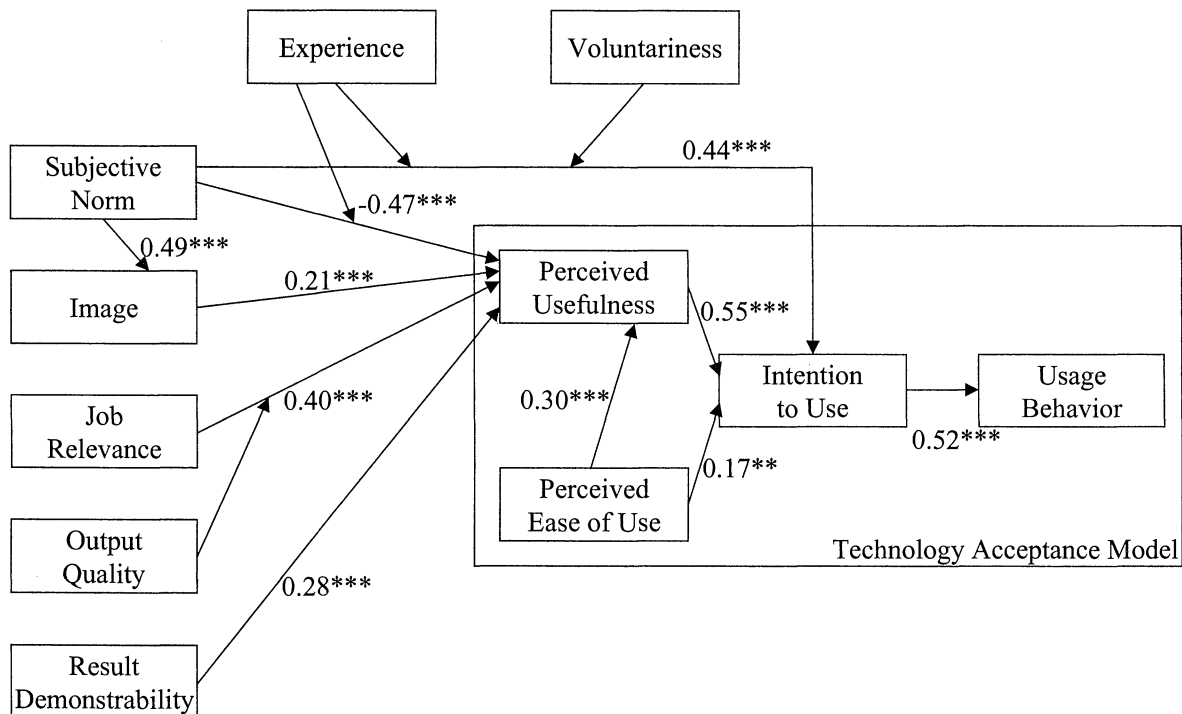 Experience
Voluntariness
0.44***
Subjective
Norm
-0.47***
0.49***
Image
0.21***
Perceived
Usefulness
0.55***
Intention
to Use
Usage
Behavior
0.52***
0.30***
0.17**
Job
Relevance
0.40***
Perceived
Ease of Use
Technology Acceptance Model
Output
Quality
0.28***
Result
Demonstrability